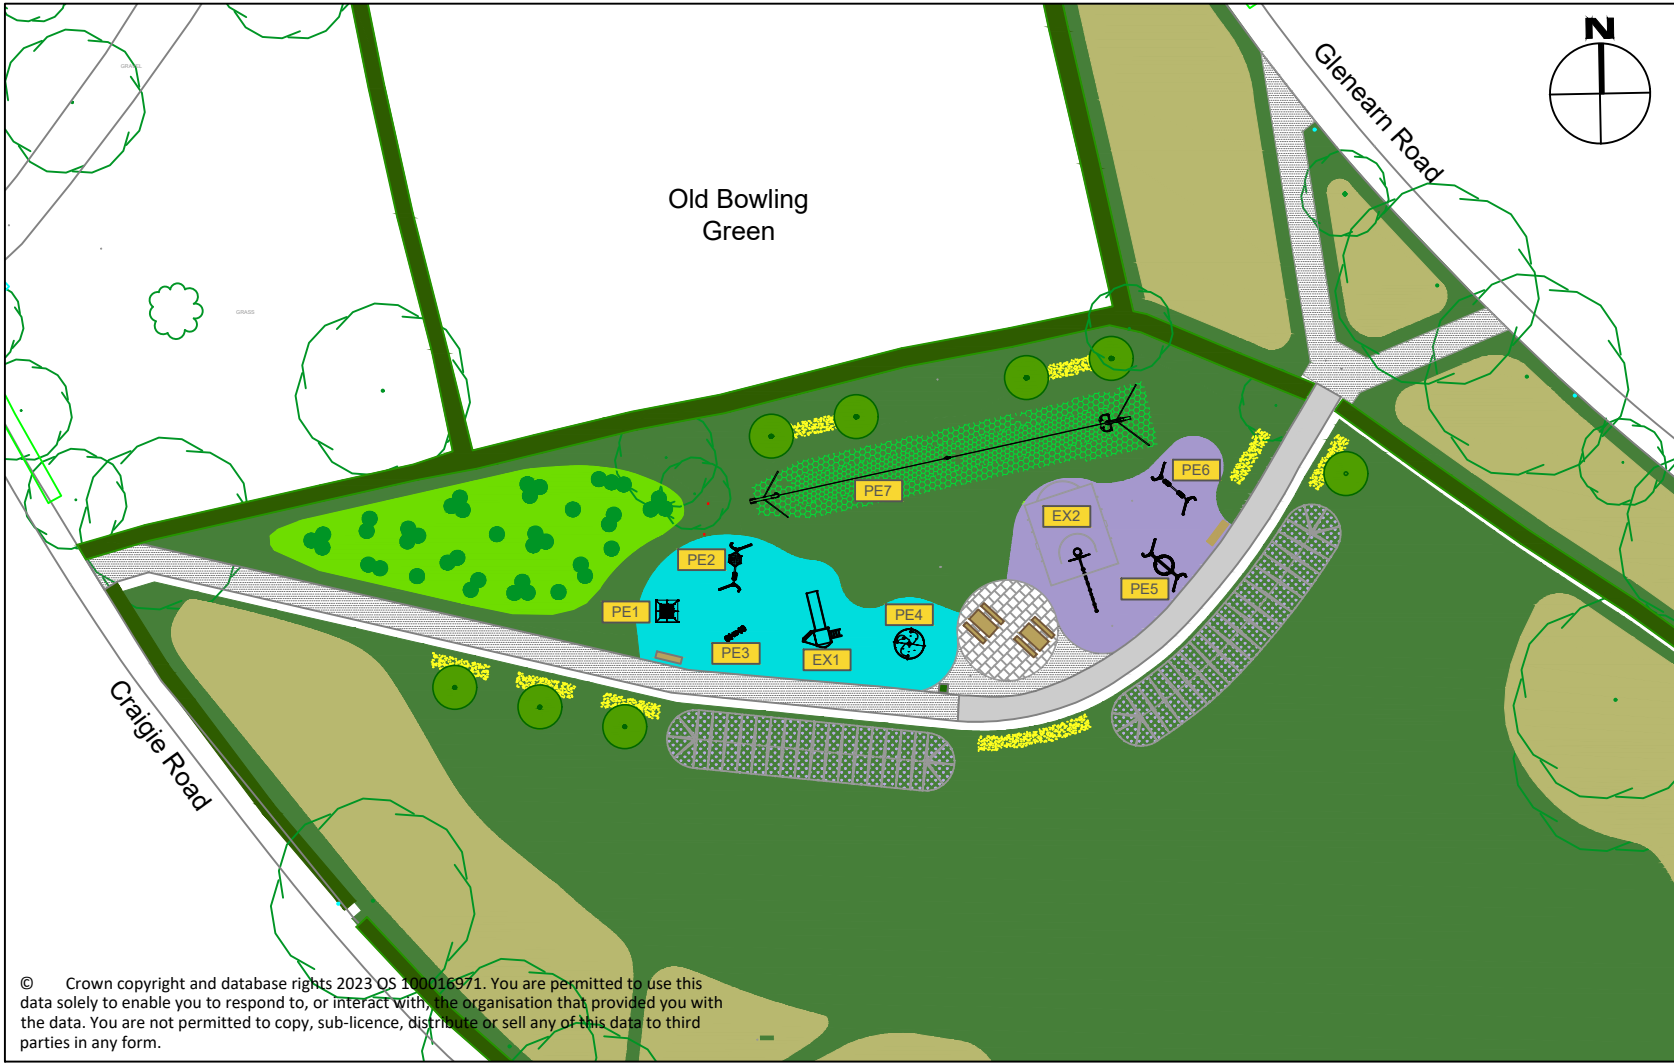 GRASS
N
Glenearn Road
Old Bowling
Green
GRASS
PE7
PE6
EX2
PE2
PE5
PE1
PE4
PE3
EX1
Craigie Road
© Crown copyright and database rights 2023 OS 100016971. You are permitted to use this
data solely to enable you to respond to, or interact with, the organisation that provided you with
the data. You are not permitted to copy, sub-licence, distribute or sell any of this data to third
parties in any form.